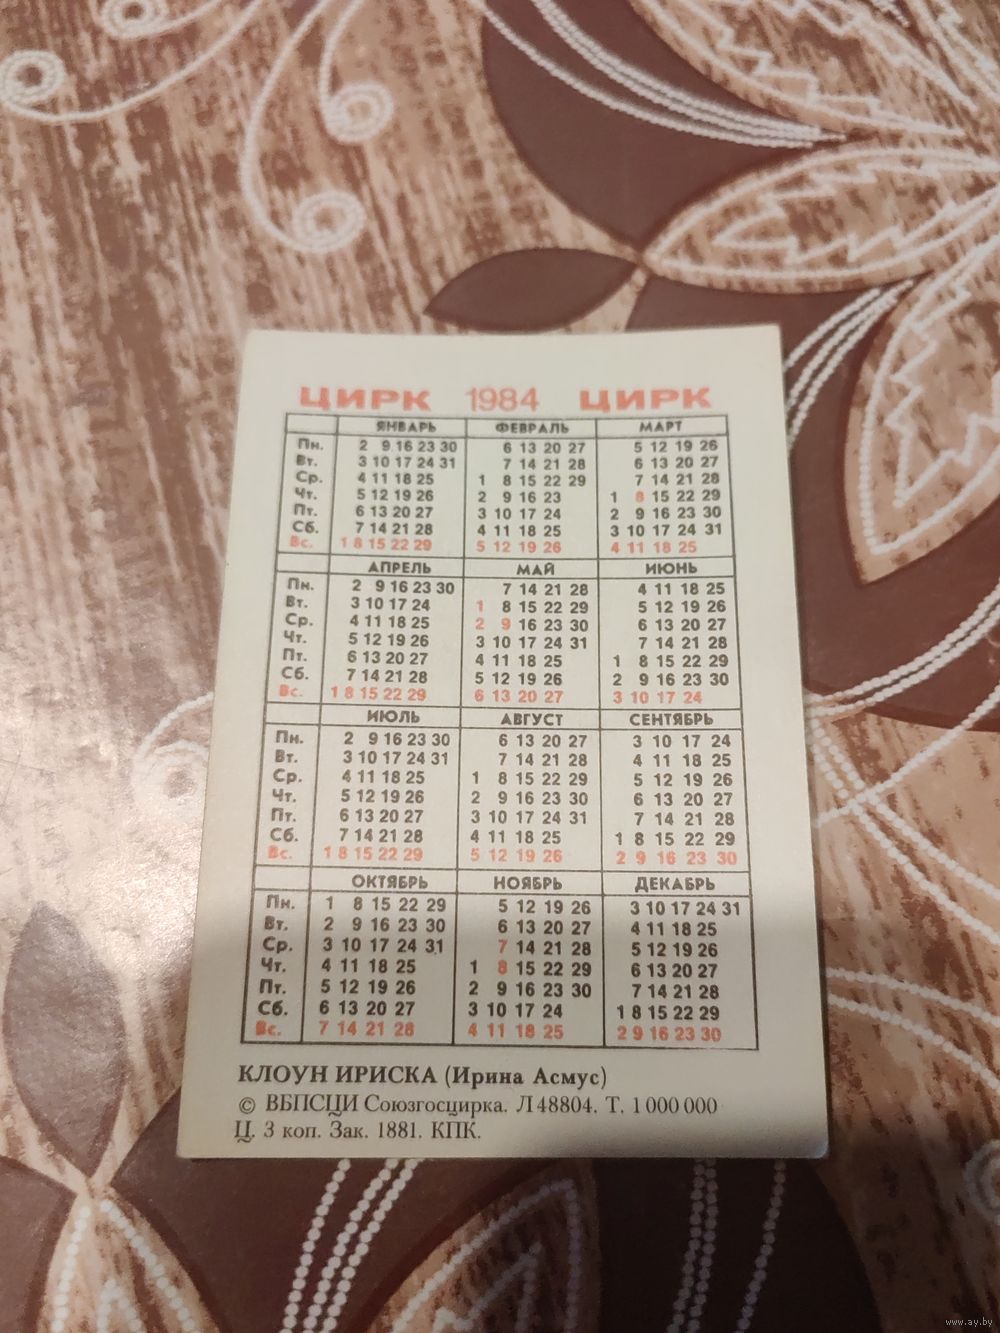 ЦИРК 1984 ЦИРК
ЯНВАРЬ ФЕВРАЛЬ МАРТ
Пн. 2 9 16 23 30 6 13 20 27 5 12 19 26
Вт. 3 10 17 24 31 7 14 21 28 6 13 20 27
Ср. 4 11 18 25 1 8 15 22 29 7 14 21 28
Чт. 5 12 19 26 2 9 16 23 1 8 15 22 29
Пт. 6 13 20 27 3 10 17 24 2 9 16 23 30
Сб. 7 14 21 28 4 11 18 25 3 10 17 24 31
Вс. 1 8 15 22 29 5 12 19 26 4 11 18 25
АПРЕЛЬ МАЙ ИЮНЬ
Пн. 2 9 16 23 30 7 14 21 28 4 11 18 25
Вт. 3 10 17 24 1 8 15 22 29 5 12 19 26
Ср. 4 11 18 25 2 9 16 23 30 6 13 20 27
Чт. 5 12 19 26 3 10 17 24 31 7 14 21 28
Пт. 6 13 20 27 4 11 18 25 1 8 15 22 29
Сб. 7 14 21 28 5 12 19 26 2 9 16 23 30
Вс. 1 8 15 22 29 6 13 20 27 3 10 17 24
ИЮЛЬ АВГУСТ СЕНТЯБРЬ
Пн. 2 9 16 23 30 6 13 20 27 3 10 17 24
Вт. 3 10 17 24 31 7 14 21 28 4 11 18 25
Ср. 4 11 18 25 1 8 15 22 29 5 12 19 26
Чт. 5 12 19 26 2 9 16 23 30 6 13 20 27
Пт. 6 13 20 27 3 10 17 24 31 7 14 21 28
Сб. 7 14 21 28 4 11 18 25 1 8 15 22 29
Вс. 1 8 15 22 29 5 12 19 26 2 9 16 23 30
ОКТЯБРЬ НОЯБРЬ ДЕКАБРЬ
Пн. 1 8 15 22 29 5 12 19 26 3 10 17 24 31
Вт. 2 9 16 23 30 6 13 20 27 4 11 18 25
Ср. 3 10 17 24 31 7 14 21 28 5 12 19 26
Чт. 4 11 18 25 1 8 15 22 29 6 13 20 27
Пт. 5 12 19 26 2 9 16 23 30 7 14 21 28
Сб. 6 13 20 27 3 10 17 24 1 8 15 22 29
Вс. 7 14 21 28 4 11 18 25 2 9 16 23 30
КЛОУН ИРИСКА (Ирина Асмус)
© ВБПСЦИ Союзгосцирка. Л 48804. Т. 1 000 000
Ц. 3 коп. Зак. 1881. КПК.
www.ay.by